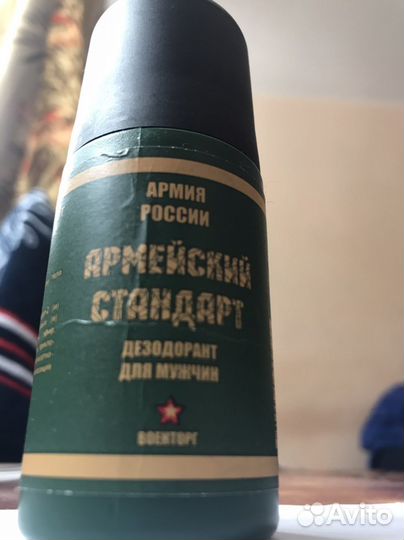 АРМИЯ
РОССИИ
АРМЕЙСКИЙ
СТАНДАРТ
ДЕЗОДОРАНТ
ДЛЯ МУЖЧИН
ВОЕНТОРГ
Avito